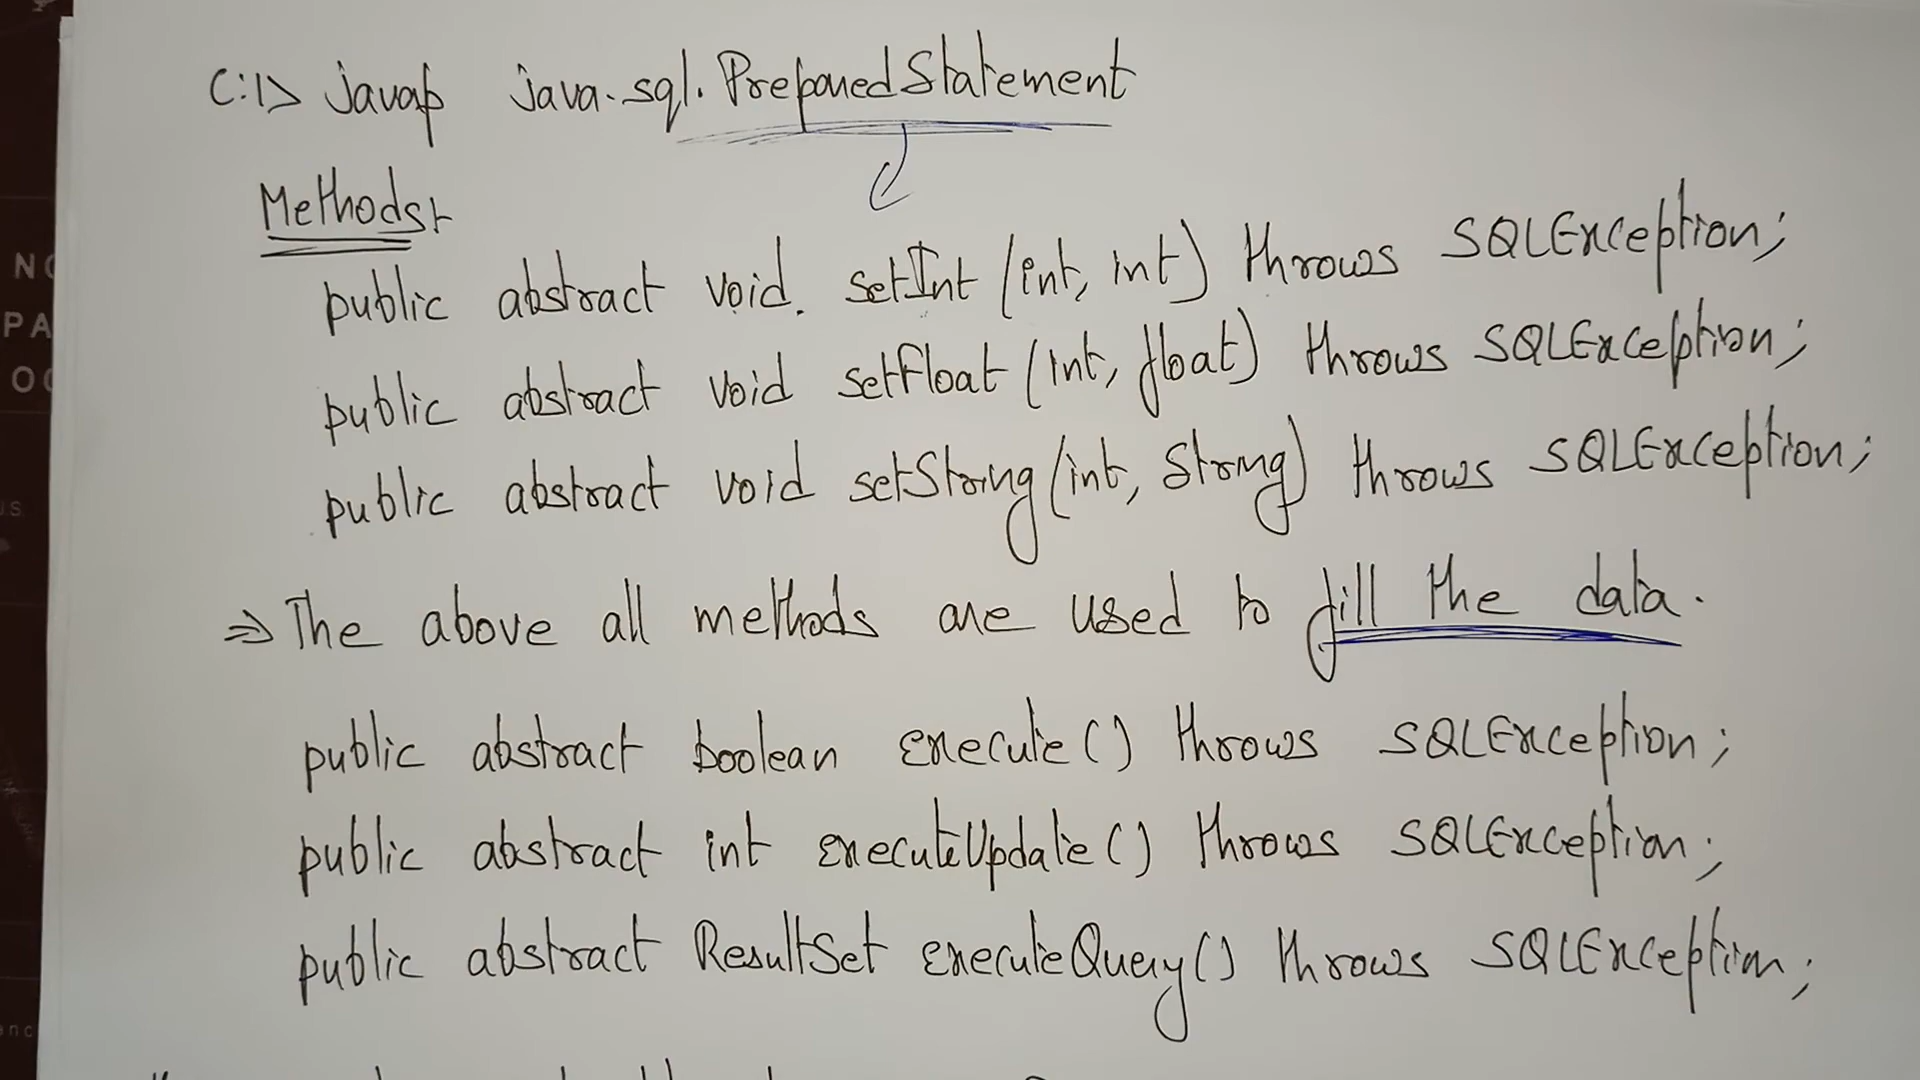 C:\> javap java.sql.PreparedStatement
Methods:-
public abstract void. setInt (int, int) throws SQLException;
public abstract void setFloat (int, float) throws SQLException;
public abstract void setString (int, String) throws SQLException;
⇒ The above all methods are used to fill the data.
public abstract boolean execute() throws SQLException;
public abstract int executeUpdate() throws SQLException;
public abstract ResultSet executeQuery() throws SQLException;